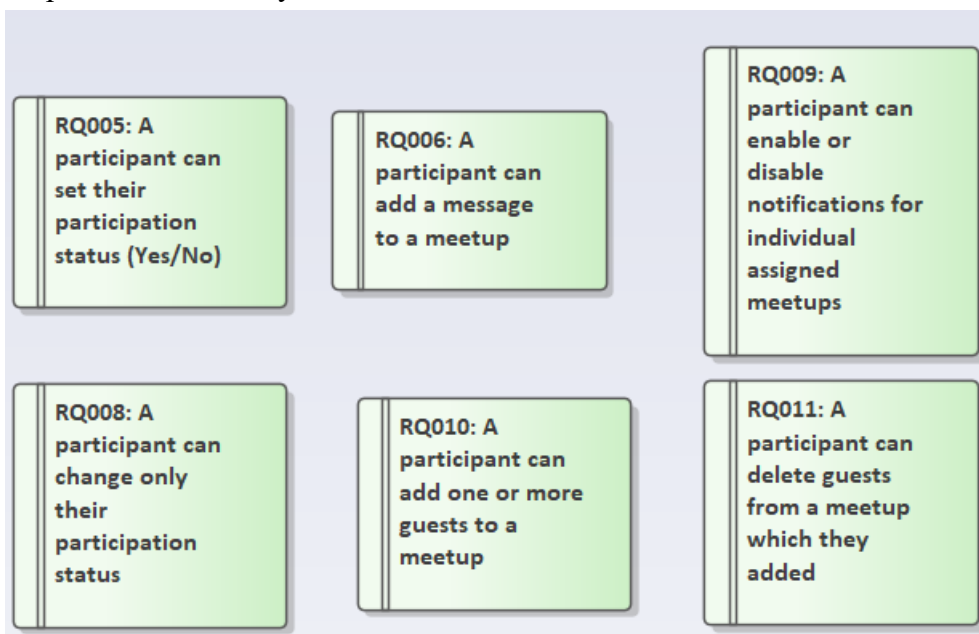 RQ005: A
participant can
set their
participation
status (Yes/No)
RQ006: A
participant can
add a message
to a meetup
RQ009: A
participant can
enable or
disable
notifications for
individual
assigned
meetups
RQ008: A
participant can
change only
their
participation
status
RQ010: A
participant can
add one or more
guests to a
meetup
RQ011: A
participant can
delete guests
from a meetup
which they
added